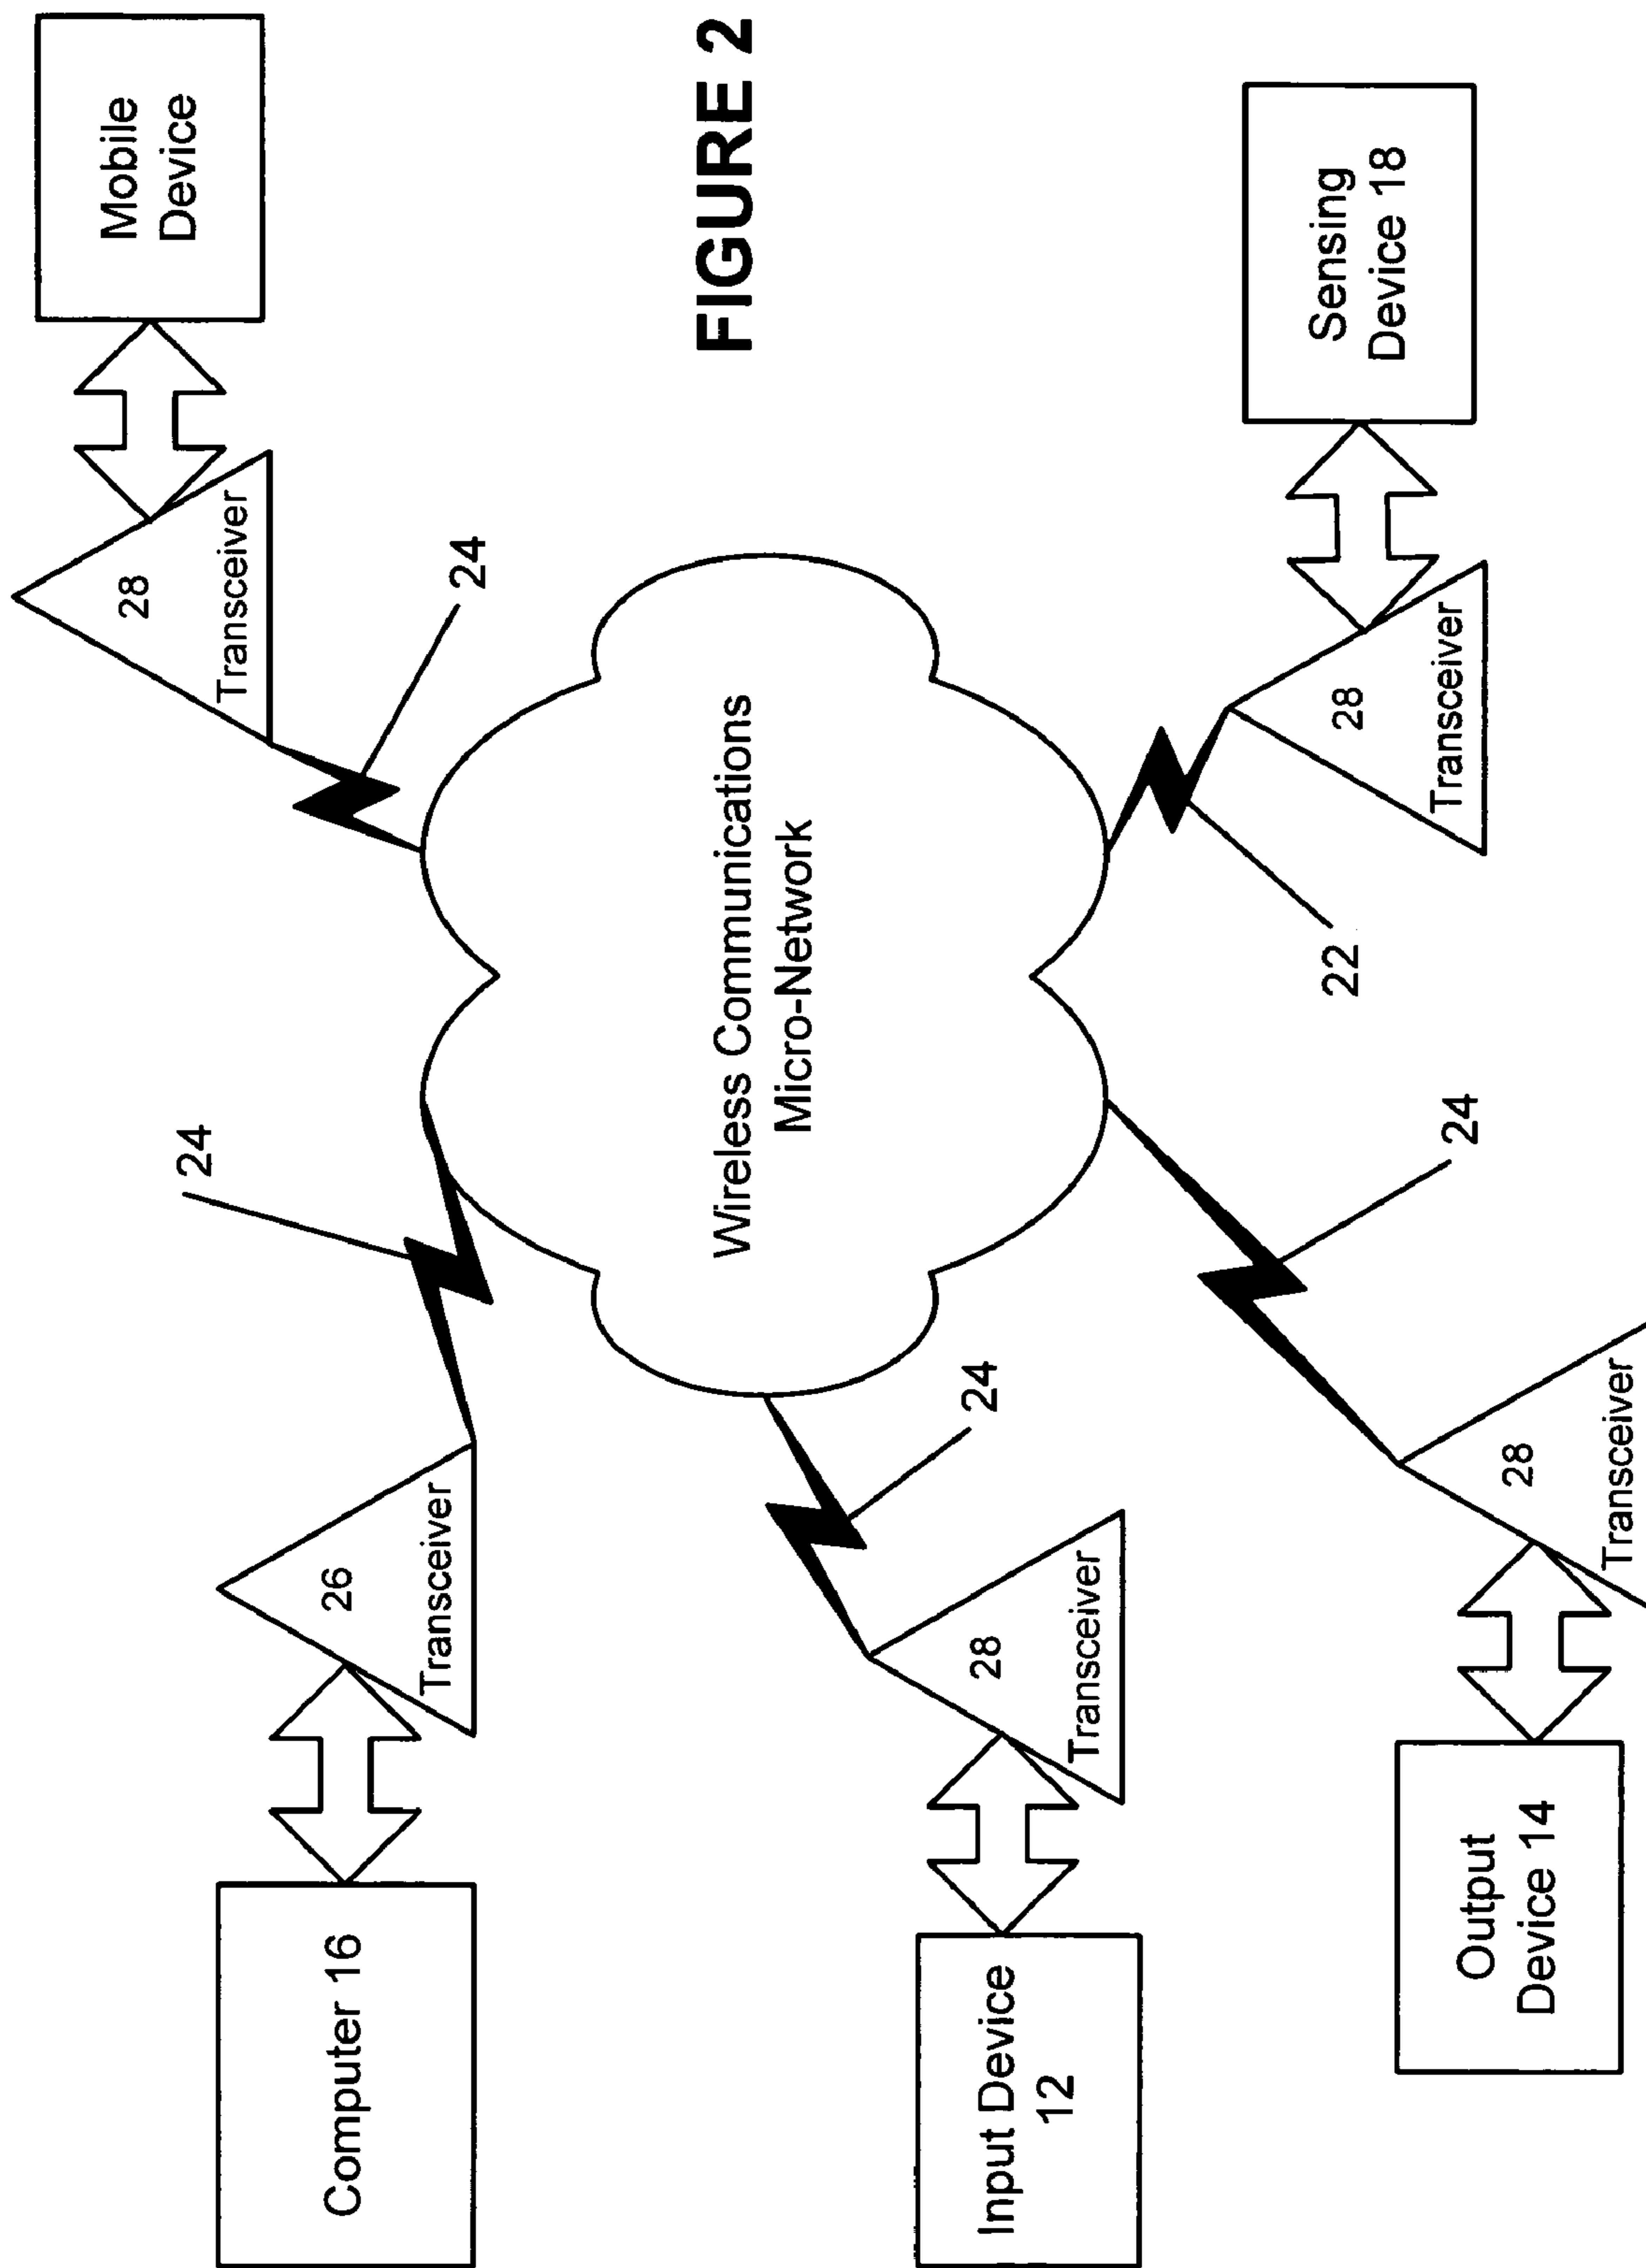 Mobile
Device
28
Transceiver
24
24
26
Transceiver
Computer 16
FIGURE 2
Wireless Communications
Micro-Network
24
28
Transceiver
Input Device
12
Sensing
Device 18
28
Transceiver
22
24
28
Transceiver
Output
Device 14